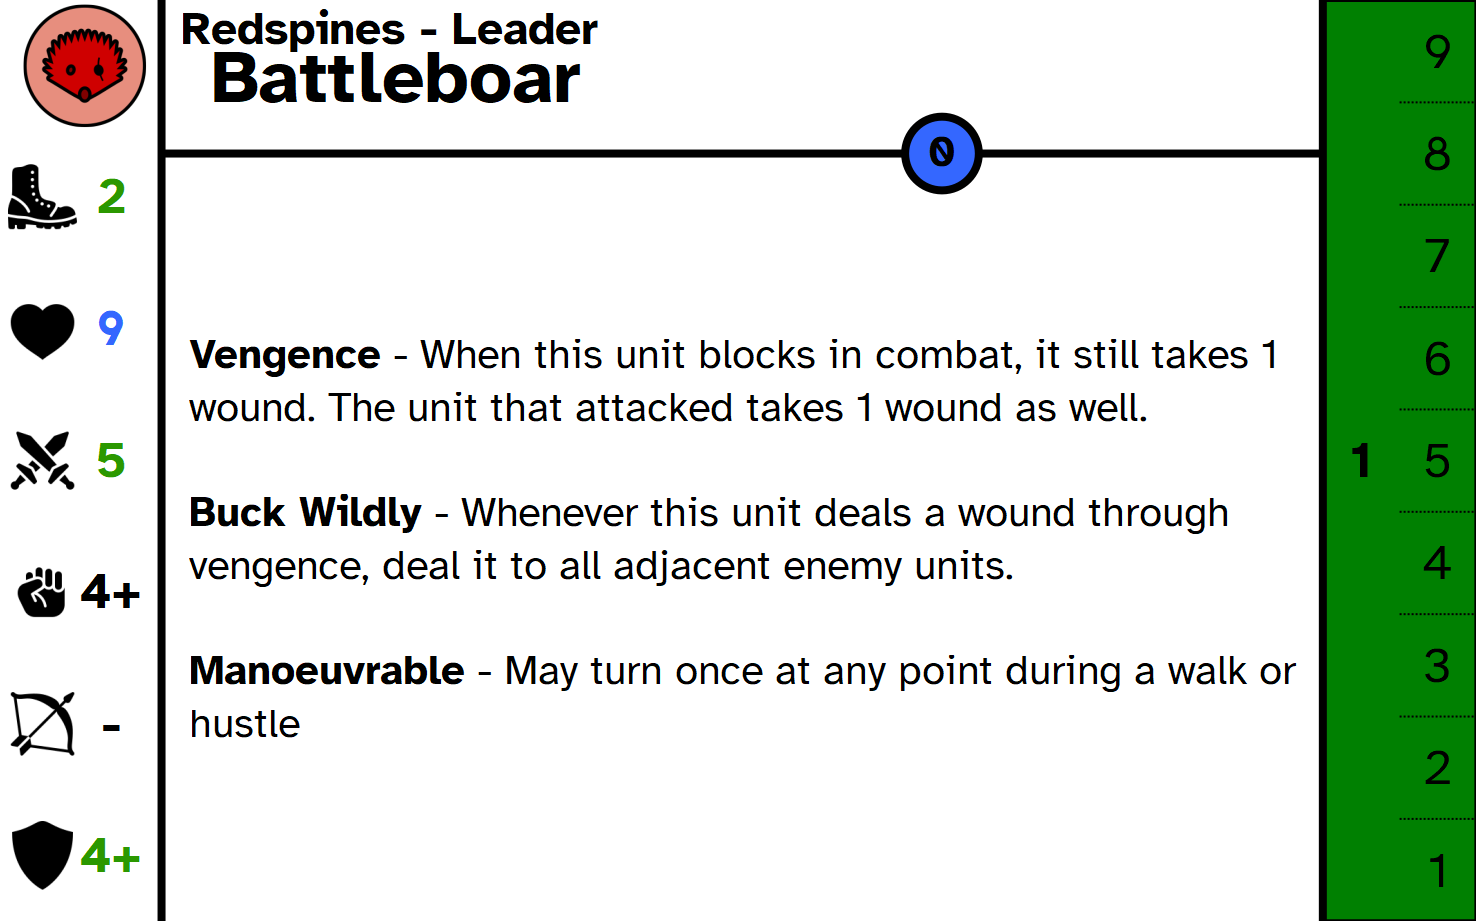 Redspines - Leader
Battleboar
0
2
9
5
4+
-
4+
Vengence - When this unit blocks in combat, it still takes 1
wound. The unit that attacked takes 1 wound as well.
Buck Wildly - Whenever this unit deals a wound through
vengence, deal it to all adjacent enemy units.
Manoeuvrable - May turn once at any point during a walk or
hustle
9
8
7
6
1 5
4
3
2
1